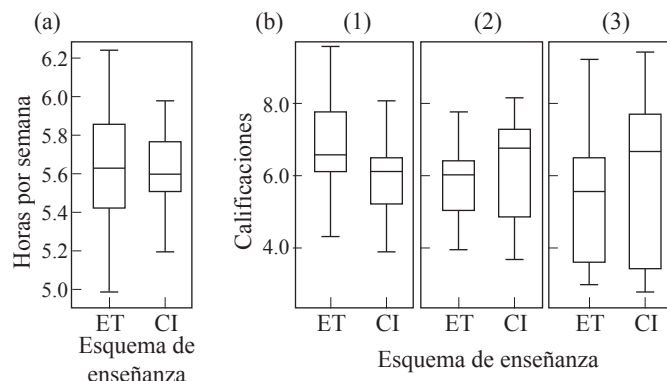 (a)
Horas por semana
6.2
6.0
5.8
5.6
5.4
5.2
5.0
ET CI
Esquema de
enseñanza
(b) (1) (2) (3)
Calificaciones
8.0
6.0
4.0
ET CI ET CI ET CI
Esquema de enseñanza